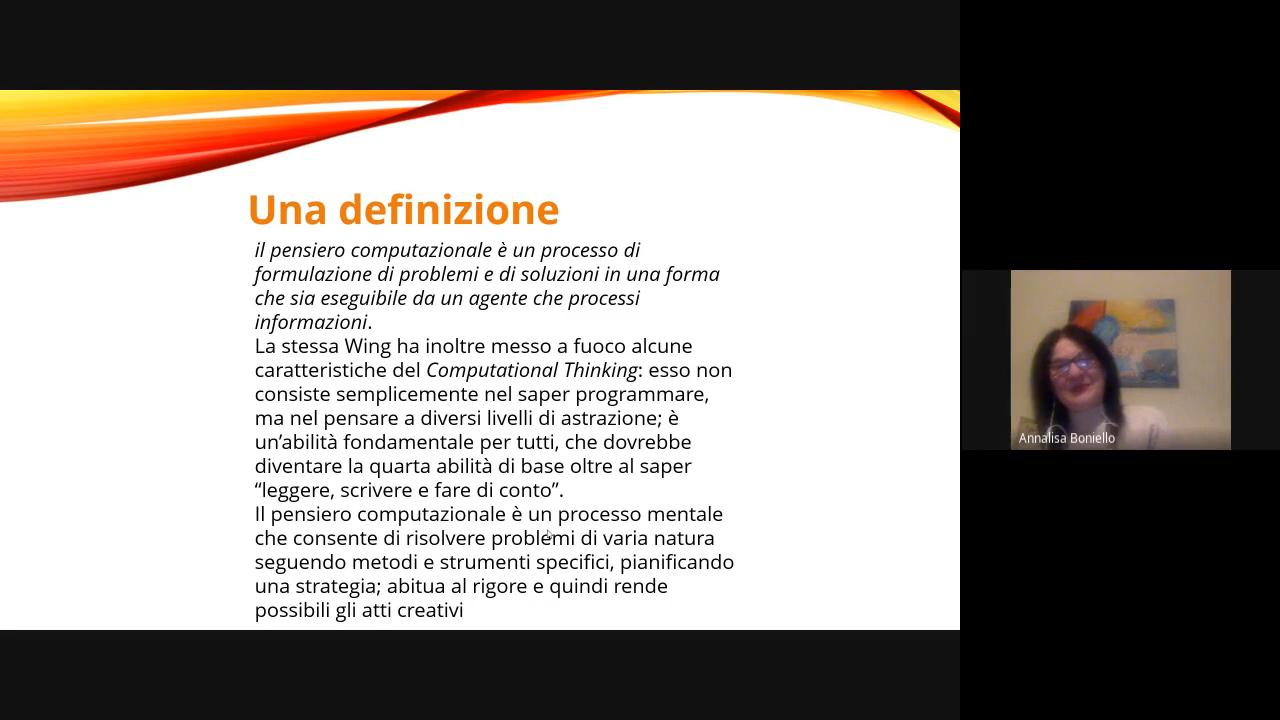 Una definizione
il pensiero computazionale è un processo di
formulazione di problemi e di soluzioni in una forma
che sia eseguibile da un agente che processi
informazioni.
La stessa Wing ha inoltre messo a fuoco alcune
caratteristiche del Computational Thinking: esso non
consiste semplicemente nel saper programmare,
ma nel pensare a diversi livelli di astrazione; è
un’abilità fondamentale per tutti, che dovrebbe
diventare la quarta abilità di base oltre al saper
“leggere, scrivere e fare di conto”.
Il pensiero computazionale è un processo mentale
che consente di risolvere problemi di varia natura
seguendo metodi e strumenti specifici, pianificando
una strategia; abitua al rigore e quindi rende
possibili gli atti creativi
Annalisa Boniello